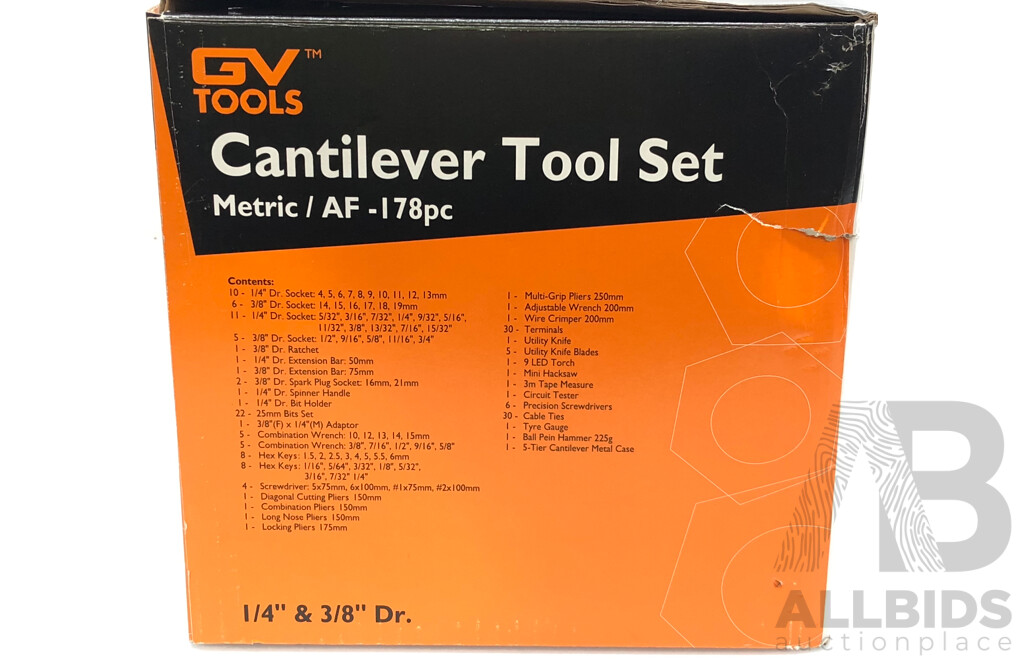 GV™
TOOLS
Cantilever Tool Set
Metric / AF -178pc
Contents:
10 - 1/4" Dr. Socket: 4, 5, 6, 7, 8, 9, 10, 11, 12, 13mm
6 - 3/8" Dr. Socket: 14, 15, 16, 17, 18, 19mm
11 - 1/4" Dr. Socket: 5/32", 3/16", 7/32", 1/4", 9/32", 5/16",
11/32", 3/8", 13/32", 7/16", 15/32"
5 - 3/8" Dr. Socket: 1/2", 9/16", 5/8", 11/16", 3/4"
1 - 3/8" Dr. Ratchet
1 - 1/4" Dr. Extension Bar: 50mm
1 - 3/8" Dr. Extension Bar: 75mm
2 - 3/8" Dr. Spark Plug Socket: 16mm, 21mm
1 - 1/4" Dr. Spinner Handle
1 - 1/4" Dr. Bit Holder
22 - 25mm Bits Set
1 - 3/8"(F) x 1/4"(M) Adaptor
5 - Combination Wrench: 10, 12, 13, 14, 15mm
5 - Combination Wrench: 3/8", 7/16", 1/2", 9/16", 5/8"
8 - Hex Keys: 1.5, 2, 2.5, 3, 4, 5, 5.5, 6mm
8 - Hex Keys: 1/16", 5/64", 3/32", 1/8", 5/32",
3/16", 7/32" 1/4"
4 - Screwdriver: 5x75mm, 6x100mm, #1x75mm, #2x100mm
1 - Diagonal Cutting Pliers 150mm
1 - Combination Pliers 150mm
1 - Long Nose Pliers 150mm
1 - Locking Pliers 175mm
1 - Multi-Grip Pliers 250mm
1 - Adjustable Wrench 200mm
1 - Wire Crimper 200mm
30 - Terminals
1 - Utility Knife
5 - Utility Knife Blades
1 - 9 LED Torch
1 - Mini Hacksaw
1 - 3m Tape Measure
1 - Circuit Tester
6 - Precision Screwdrivers
30 - Cable Ties
1 - Tyre Gauge
1 - Ball Pein Hammer 225g
1 - 5-Tier Cantilever Metal Case
1/4" & 3/8" Dr.
AB
ALLBIDS
auctionplace